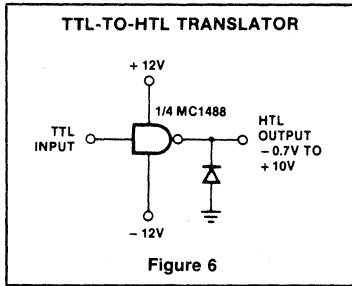 TTL-TO-HTL TRANSLATOR
+ 12V
1/4 MC1488
TTL
INPUT
HTL
OUTPUT
– 0.7V TO
+ 10V
– 12V
Figure 6